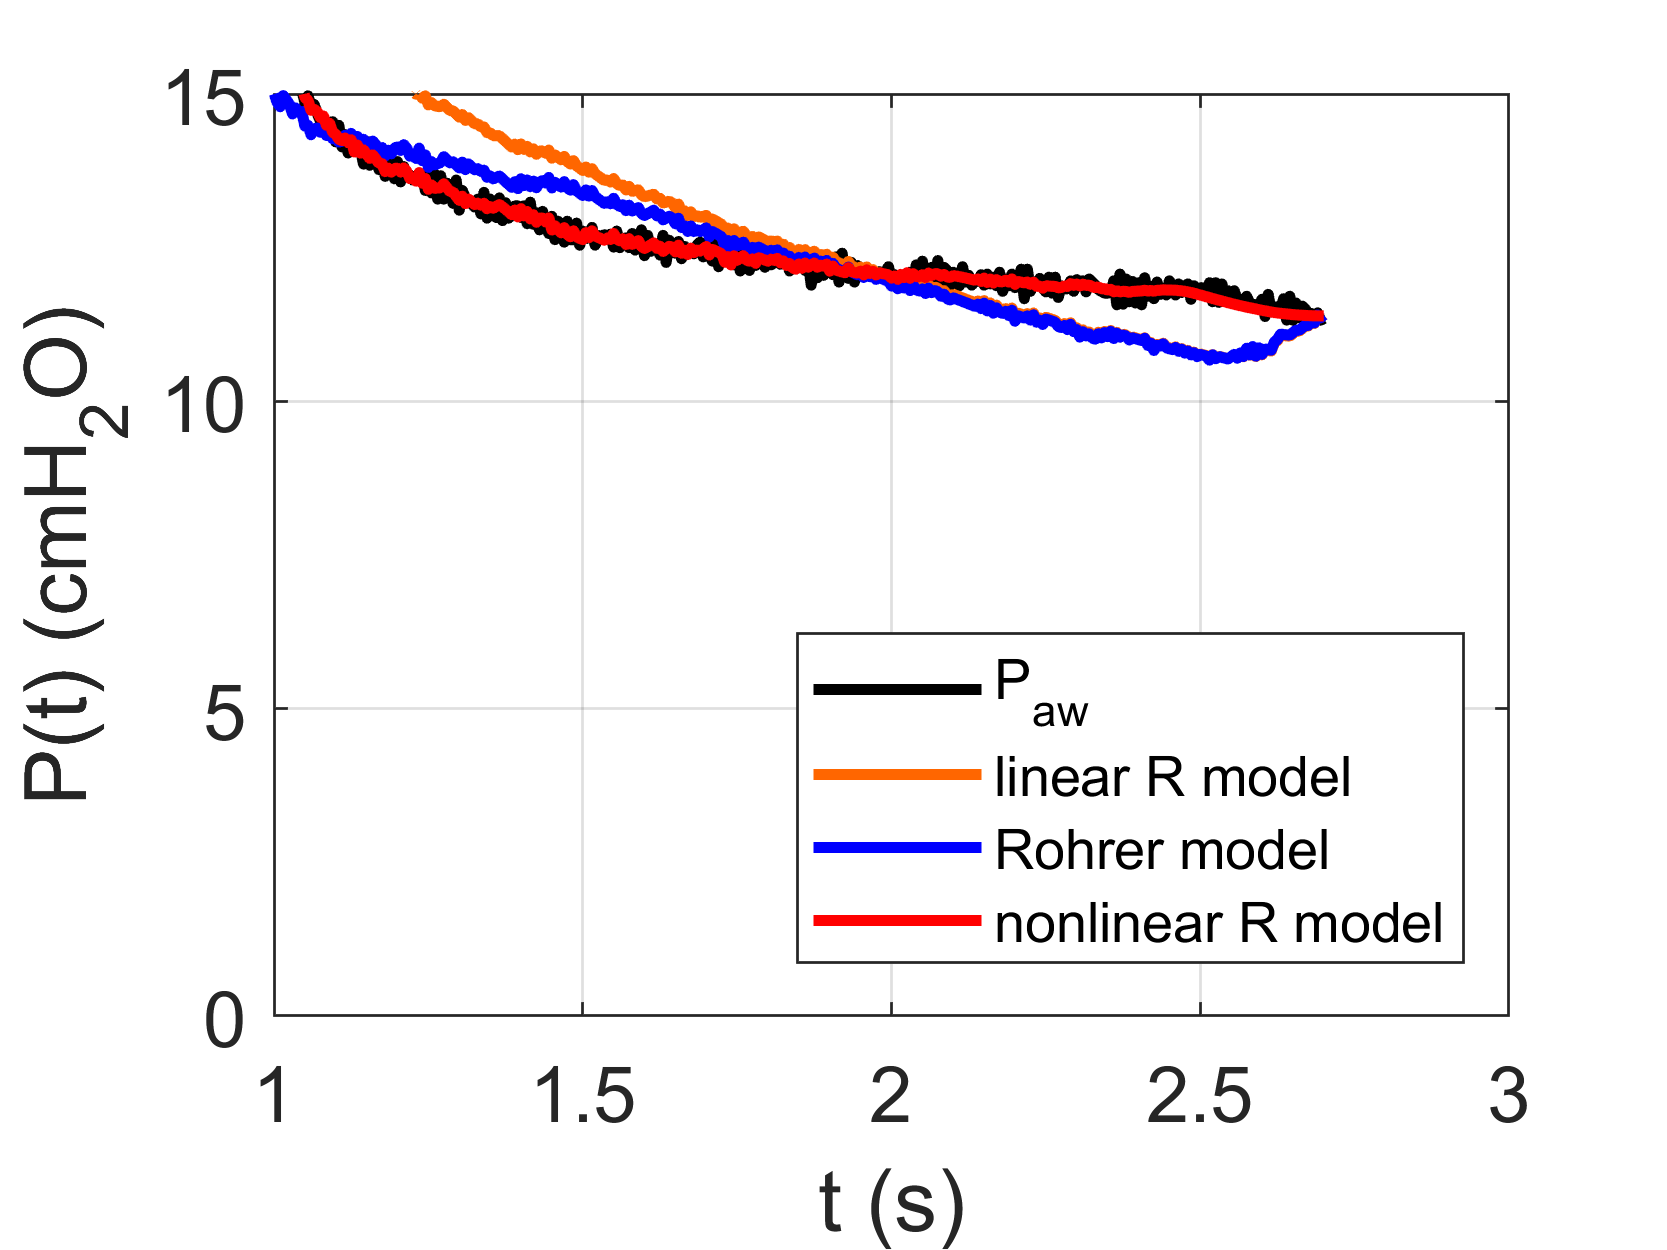 15
10
5
0
P(t) (cmH2O)
Paw
linear R model
Rohrer model
nonlinear R model
1 1.5 2 2.5 3
t (s)